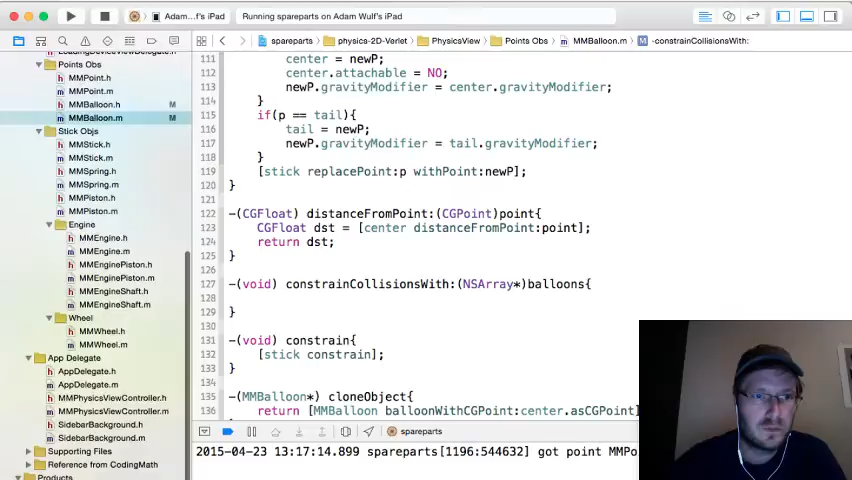 Adam...f's iPad
Running spareparts on Adam Wulf's iPad
spareparts
physics-2D-Verlet
PhysicsView
Points Obs
MMBalloon.m
-constrainCollisionsWith:
LoadingDeviceViewDelegate.h
Points Obs
MMPoint.h
MMPoint.m
MMBalloon.h M
MMBalloon.m M
Stick Objs
MMStick.h
MMStick.m
MMSpring.h
MMSpring.m
MMPiston.h
MMPiston.m
Engine
MMEngine.h
MMEngine.m
MMEnginePiston.h
MMEnginePiston.m
MMEngineShaft.h
MMEngineShaft.m
Wheel
MMWheel.h
MMWheel.m
App Delegate
AppDelegate.h
AppDelegate.m
MMPhysicsViewController.h
MMPhysicsViewController.m
SidebarBackground.h
SidebarBackground.m
Supporting Files
Reference from CodingMath
Products
111 center = newP;
112 center.attachable = NO;
113 newP.gravityModifier = center.gravityModifier;
114 }
115 if(p == tail){
116 tail = newP;
117 newP.gravityModifier = tail.gravityModifier;
118 }
119 [stick replacePoint:p withPoint:newP];
120 }
121
122 -(CGFloat) distanceFromPoint:(CGPoint)point{
123 CGFloat dst = [center distanceFromPoint:point];
124 return dst;
125 }
126
127 -(void) constrainCollisionsWith:(NSArray*)balloons{
128
129 }
130
131 -(void) constrain{
132 [stick constrain];
133 }
134
135 -(MMBalloon*) cloneObject{
136 return [MMBalloon balloonWithCGPoint:center.asCGPoint]
spareparts
2015-04-23 13:17:14.899 spareparts[1196:544632] got point MMPo